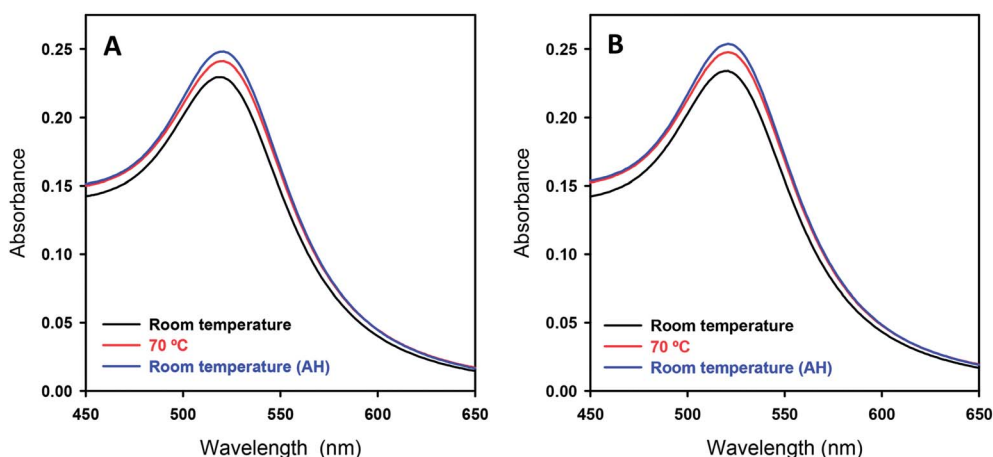 A
0.25
0.20
0.15
0.10
0.05
0.00
Absorbance
Room temperature
70 ºC
Room temperature (AH)
450 500 550 600 650
Wavelength (nm)
B
0.25
0.20
0.15
0.10
0.05
0.00
Absorbance
Room temperature
70 ºC
Room temperature (AH)
450 500 550 600 650
Wavelength (nm)